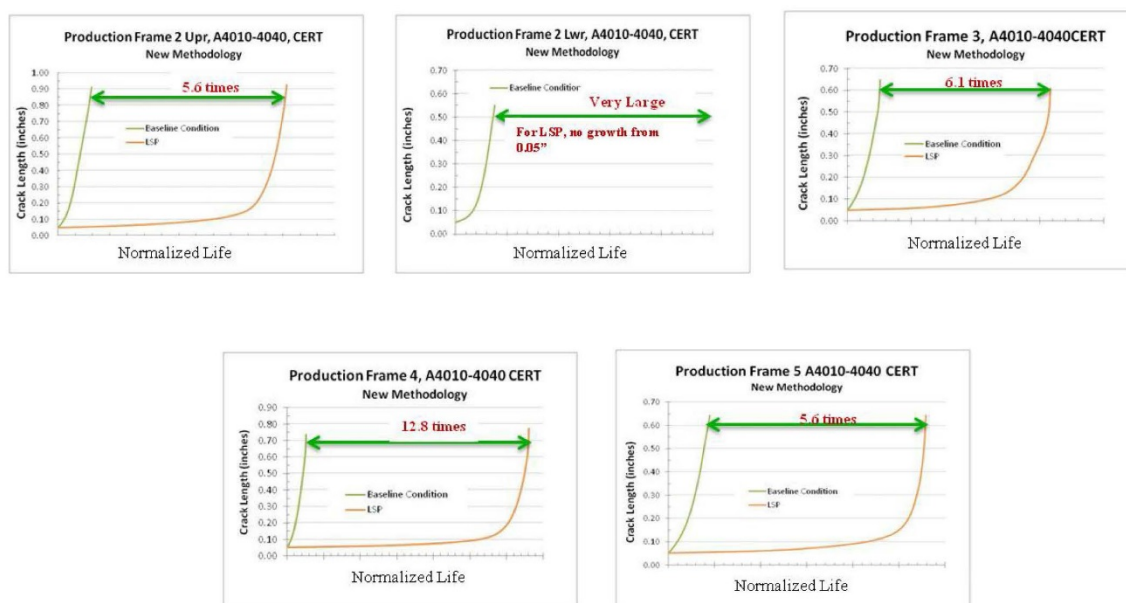 Production Frame 2 Upr, A4010-4040, CERT
New Methodology
1.00
0.90
0.80
0.70
0.60
0.50
0.40
0.30
0.20
0.10
0.00
Crack Length (inches)
5.6 times
Baseline Condition
LSP
Normalized Life
Production Frame 2 Lwr, A4010-4040, CERT
New Methodology
0.70
0.60
0.50
0.40
0.30
0.20
0.10
0.00
Crack Length (inches)
Baseline Condition
Very Large
For LSP, no growth from
0.05"
Normalized Life
Production Frame 3, A4010-4040CERT
New Methodology
0.70
0.60
0.50
0.40
0.30
0.20
0.10
0.00
Crack Length (inches)
6.1 times
Baseline Condition
LSP
Normalized Life
Production Frame 4, A4010-4040 CERT
New Methodology
0.90
0.80
0.70
0.60
0.50
0.40
0.30
0.20
0.10
0.00
Crack Length (inches)
12.8 times
Baseline Condition
LSP
Normalized Life
Production Frame 5 A4010-4040 CERT
New Methodology
0.70
0.60
0.50
0.40
0.30
0.20
0.10
0.00
Crack Length (inches)
5.6 times
Baseline Condition
LSP
Normalized Life